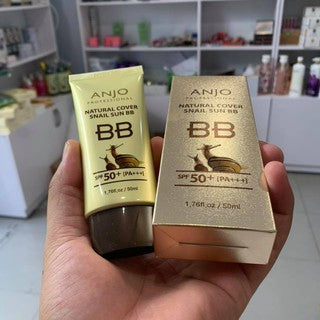 ANJO
PROFESSIONAL
NATURAL COVER
SNAIL SUN BB
BB
SPF 50+ (PA+++)
1.76fl.oz / 50ml
ANJO
PROFESSIONAL
NATURAL COVER
SNAIL SUN BB
BB
SPF 50+ (PA+++)
1.76fl.oz / 50ml